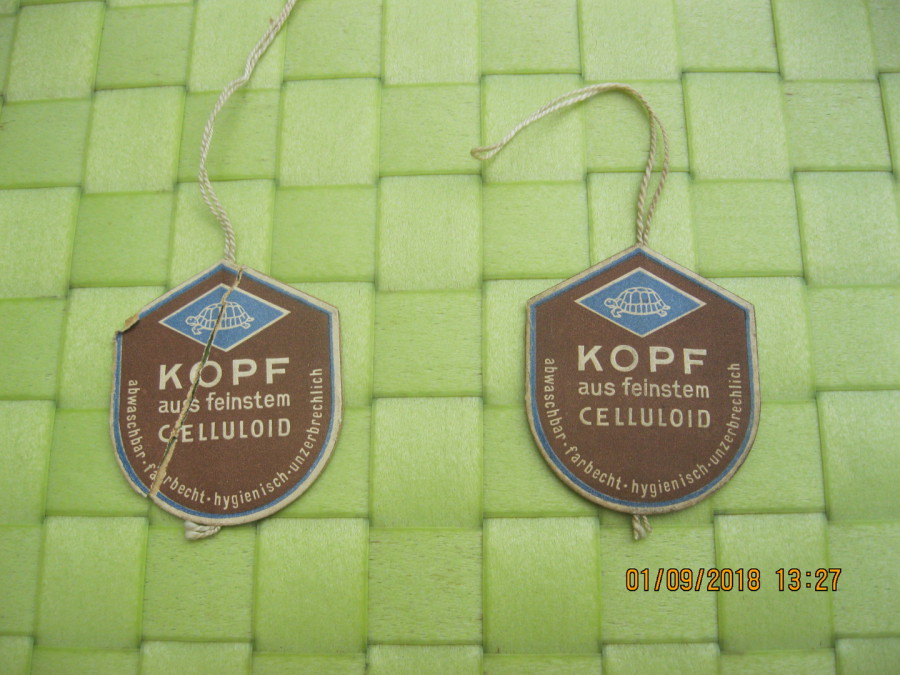 KOPF
aus feinstem
CELLULOID
abwaschbar·farbecht·hygienisch·unzerbrechlich
KOPF
aus feinstem
CELLULOID
abwaschbar·farbecht·hygienisch·unzerbrechlich
01/09/2018 13:27